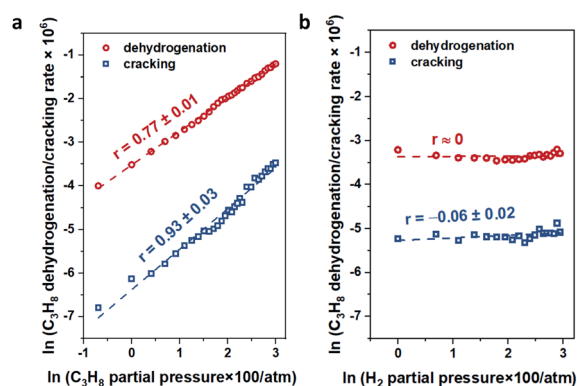 a
ln (C₃H₈ dehydrogenation/cracking rate × 10⁶)
-1
-2
-3
-4
-5
-6
-7
dehydrogenation
cracking
r = 0.77 ± 0.01
r = 0.93 ± 0.03
-1 0 1 2 3
ln (C₃H₈ partial pressure×100/atm)
b
ln (C₃H₈ dehydrogenation/cracking rate × 10⁶)
-1
-2
-3
-4
-5
-6
-7
dehydrogenation
cracking
r ≈ 0
r = −0.06 ± 0.02
0 1 2 3
ln (H₂ partial pressure×100/atm)